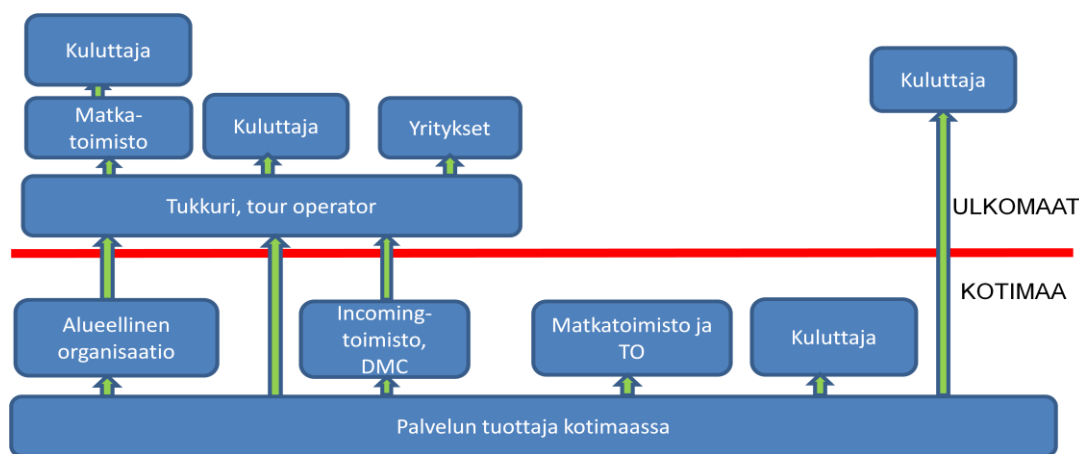 Kuluttaja
Kuluttaja
Matka-
toimisto
Kuluttaja
Yritykset
Tukkuri, tour operator
ULKOMAAT
KOTIMAA
Alueellinen
organisaatio
Incoming-
toimisto,
DMC
Matkatoimisto ja
TO
Kuluttaja
Palvelun tuottaja kotimaassa